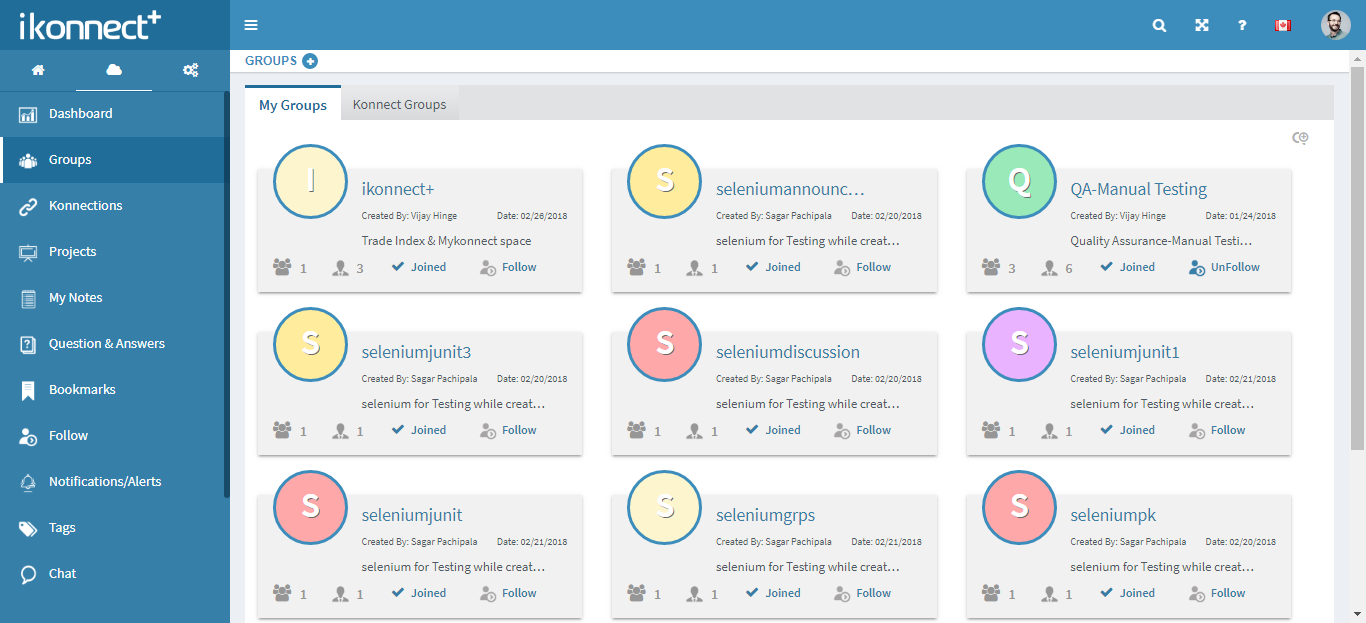 ikonnect+
GROUPS
My Groups
Konnect Groups
Dashboard
Groups
Konnections
Projects
My Notes
Question & Answers
Bookmarks
Follow
Notifications/Alerts
Tags
Chat
I
ikonnect+
Created By: Vijay Hinge Date: 02/26/2018
Trade Index & Mykonnect space
1 3 Joined Follow
S
seleniumannounc...
Created By: Sagar Pachipala Date: 02/20/2018
selenium for Testing while creat...
1 1 Joined Follow
Q
QA-Manual Testing
Created By: Vijay Hinge Date: 01/24/2018
Quality Assurance-Manual Testi...
3 6 Joined UnFollow
S
seleniumjunit3
Created By: Sagar Pachipala Date: 02/20/2018
selenium for Testing while creat...
1 1 Joined Follow
S
seleniumdiscussion
Created By: Sagar Pachipala Date: 02/20/2018
selenium for Testing while creat...
1 1 Joined Follow
S
seleniumjunit1
Created By: Sagar Pachipala Date: 02/21/2018
selenium for Testing while creat...
1 1 Joined Follow
S
seleniumjunit
Created By: Sagar Pachipala Date: 02/21/2018
selenium for Testing while creat...
1 1 Joined Follow
S
seleniumgrps
Created By: Sagar Pachipala Date: 02/21/2018
selenium for Testing while creat...
1 1 Joined Follow
S
seleniumpk
Created By: Sagar Pachipala Date: 02/20/2018
selenium for Testing while creat...
1 1 Joined Follow